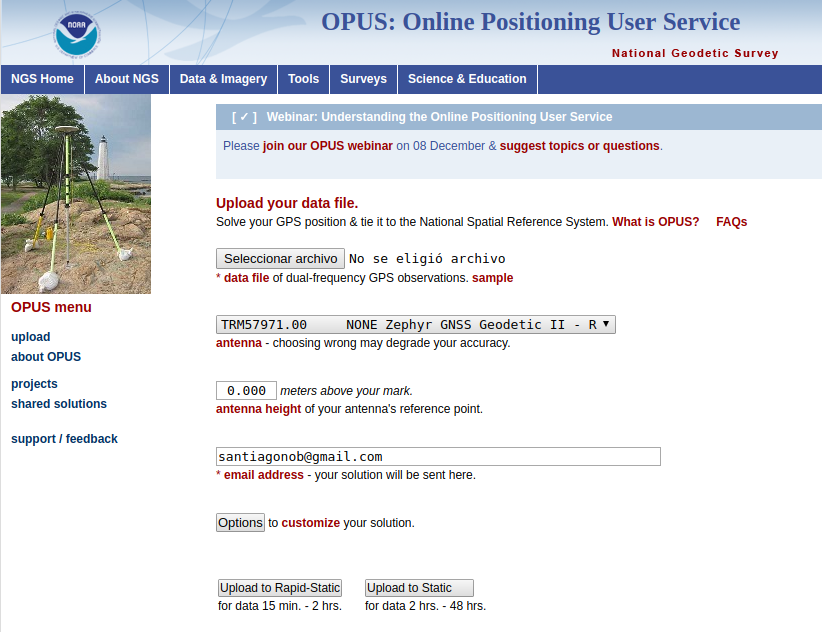 NOAA
OPUS: Online Positioning User Service
National Geodetic Survey
NGS Home About NGS Data & Imagery Tools Surveys Science & Education
[ ✓ ] Webinar: Understanding the Online Positioning User Service
Please join our OPUS webinar on 08 December & suggest topics or questions.
Upload your data file.
Solve your GPS position & tie it to the National Spatial Reference System. What is OPUS? FAQs
Seleccionar archivo No se eligió archivo
* data file of dual-frequency GPS observations. sample
OPUS menu
upload
about OPUS
projects
shared solutions
support / feedback
TRM57971.00 NONE Zephyr GNSS Geodetic II - R ▼
antenna - choosing wrong may degrade your accuracy.
0.000 meters above your mark.
antenna height of your antenna's reference point.
santiagonob@gmail.com
* email address - your solution will be sent here.
Options to customize your solution.
Upload to Rapid-Static Upload to Static
for data 15 min. - 2 hrs. for data 2 hrs. - 48 hrs.